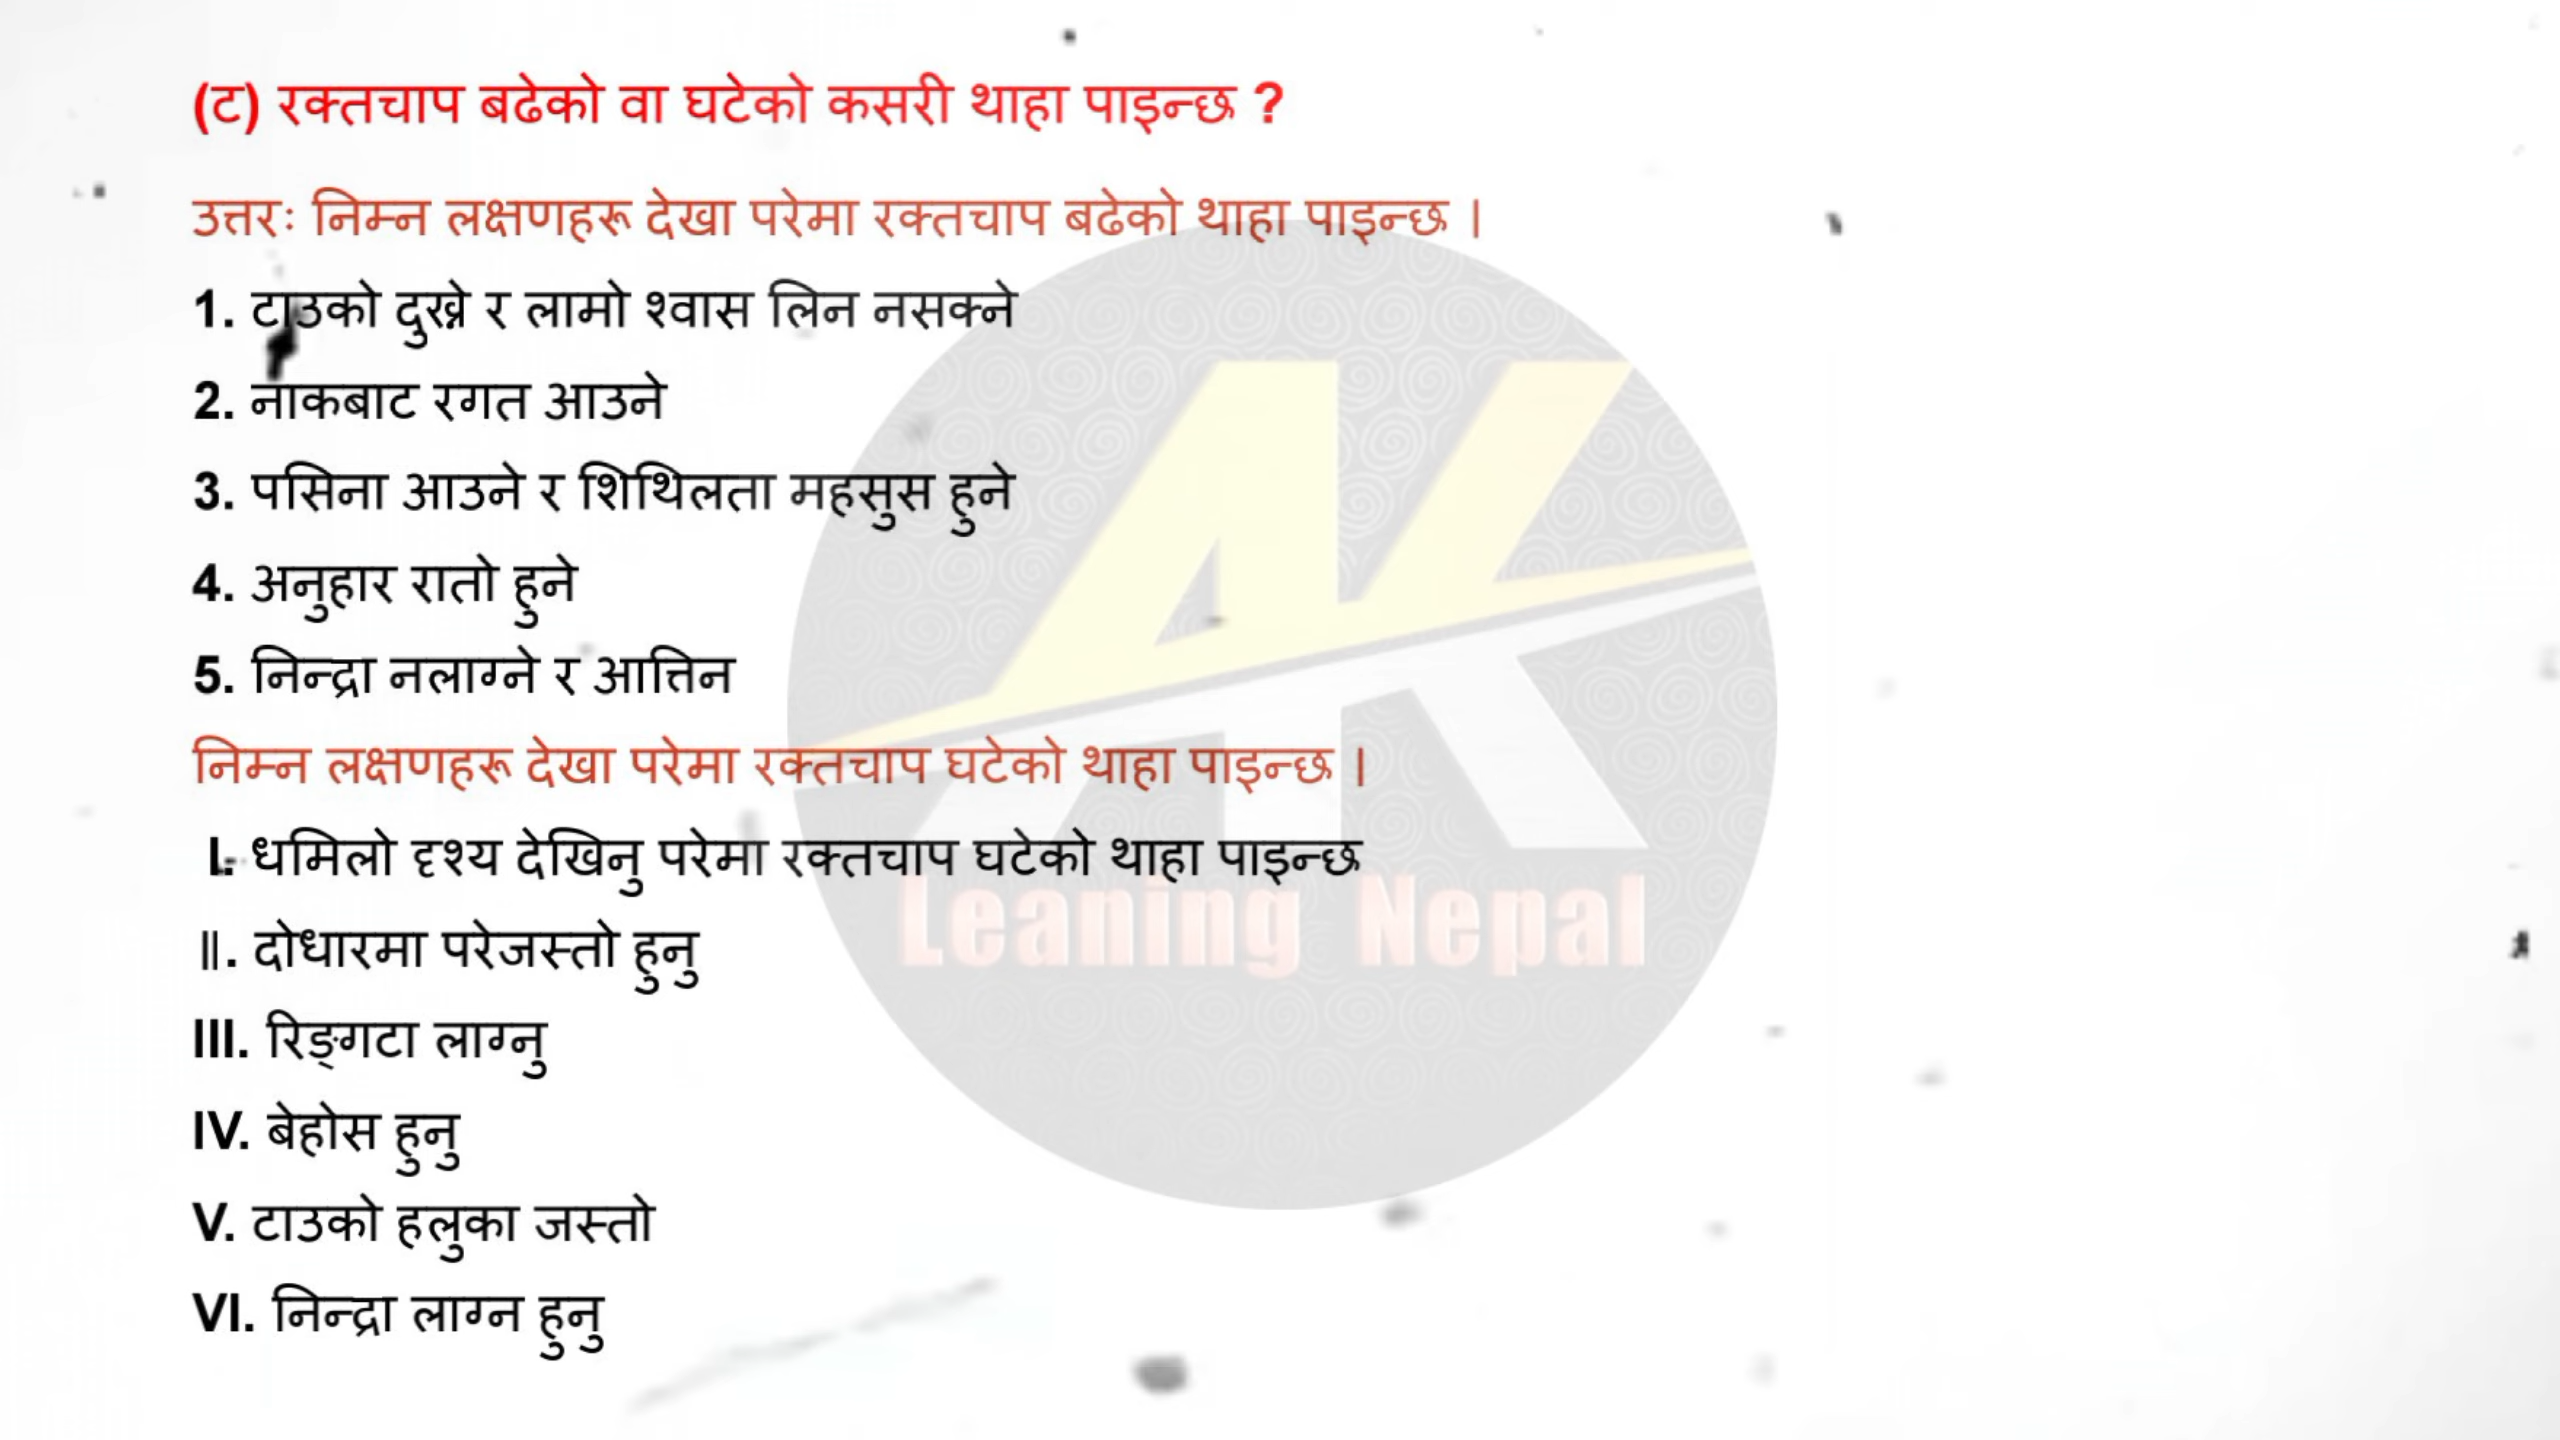 (ट) रक्तचाप बढेको वा घटेको कसरी थाहा पाइन्छ ?
उत्तरः निम्न लक्षणहरू देखा परेमा रक्तचाप बढेको थाहा पाइन्छ ।
1. टाउको दुख्ने र लामो श्वास लिन नसक्ने
2. नाकबाट रगत आउने
3. पसिना आउने र शिथिलता महसुस हुने
4. अनुहार रातो हुने
5. निन्द्रा नलाग्ने र आत्तिन
निम्न लक्षणहरू देखा परेमा रक्तचाप घटेको थाहा पाइन्छ ।
I. धमिलो दृश्य देखिनु परेमा रक्तचाप घटेको थाहा पाइन्छ
Leaning Nepal
II. दोधारमा परेजस्तो हुनु
III. रिङ्गटा लाग्नु
IV. बेहोस हुनु
V. टाउको हलुका जस्तो
VI. निन्द्रा लाग्न हुनु